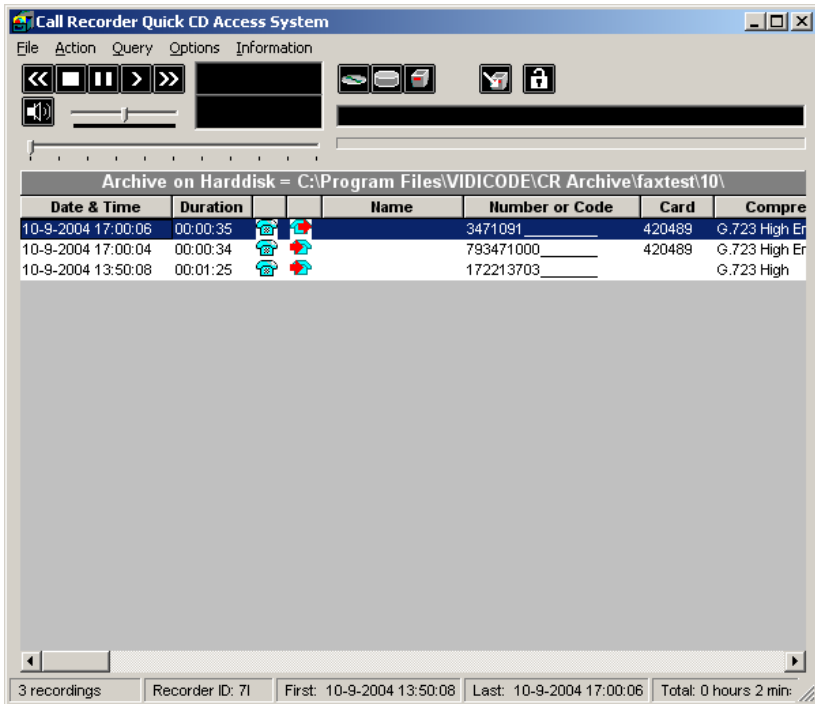 Call Recorder Quick CD Access System
File Action Query Options Information
Archive on Harddisk = C:\Program Files\VIDICODE\CR Archive\faxtest\10\
Date & Time Duration Name Number or Code Card Compre
10-9-2004 17:00:06 00:00:35 3471091__________ 420489 G.723 High Er
10-9-2004 17:00:04 00:00:34 793471000________ 420489 G.723 High Er
10-9-2004 13:50:08 00:01:25 172213703________ G.723 High
3 recordings Recorder ID: 7I First: 10-9-2004 13:50:08 Last: 10-9-2004 17:00:06 Total: 0 hours 2 min: